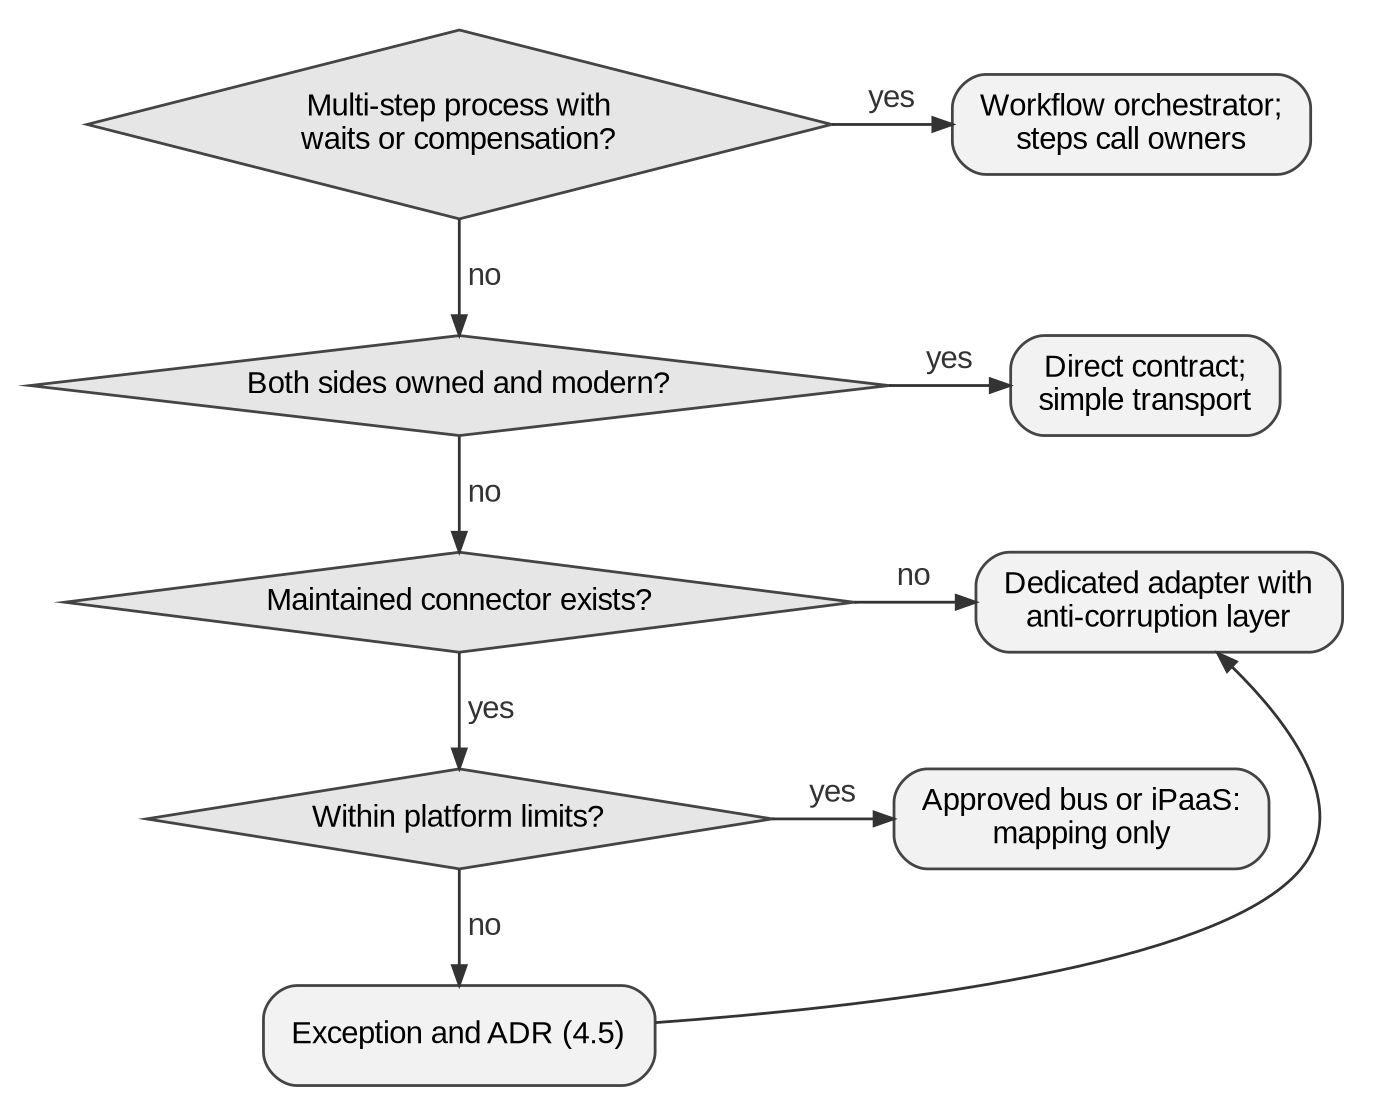 Multi-step process with
waits or compensation?
yes
Workflow orchestrator;
steps call owners
no
Both sides owned and modern?
yes
Direct contract;
simple transport
no
Maintained connector exists?
no
Dedicated adapter with
anti-corruption layer
yes
Within platform limits?
yes
Approved bus or iPaaS:
mapping only
no
Exception and ADR (4.5)